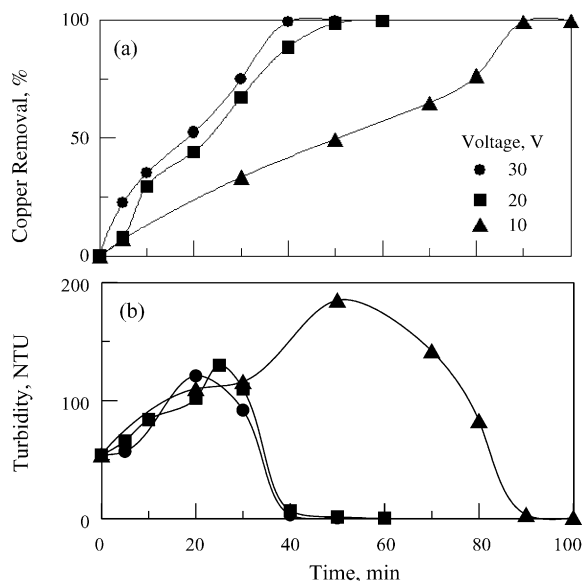 100
(a)
Copper Removal, %
50
Voltage, V
30
20
10
0
200
(b)
Turbidity, NTU
100
0
0 20 40 60 80 100
Time, min